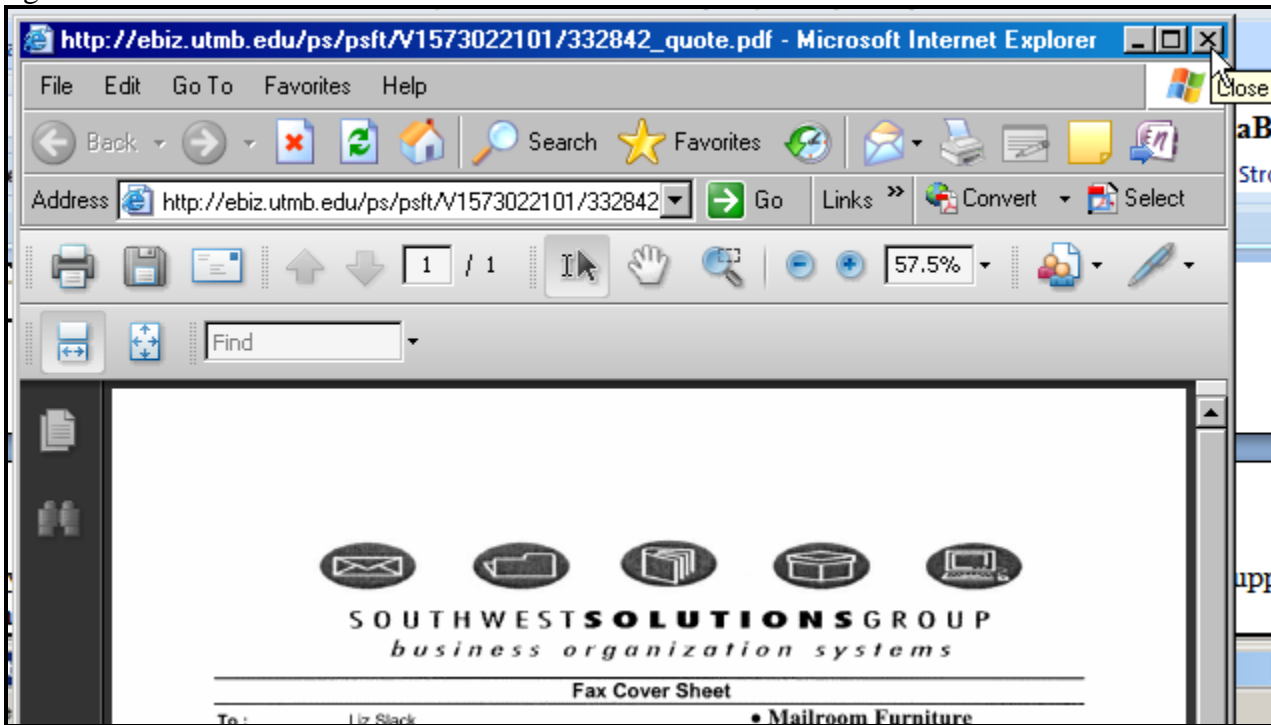 http://ebiz.utmb.edu/ps/psft/V1573022101/332842_quote.pdf - Microsoft Internet Explorer
Close
File Edit Go To Favorites Help
Back Search Favorites
Address http://ebiz.utmb.edu/ps/psft/V1573022101/332842 Go Links » Convert Select
1 / 1 57.5%
Find
SOUTHWESTSOLUTIONSGROUP
business organization systems
Fax Cover Sheet
To : Liz Slack • Mailroom Furniture